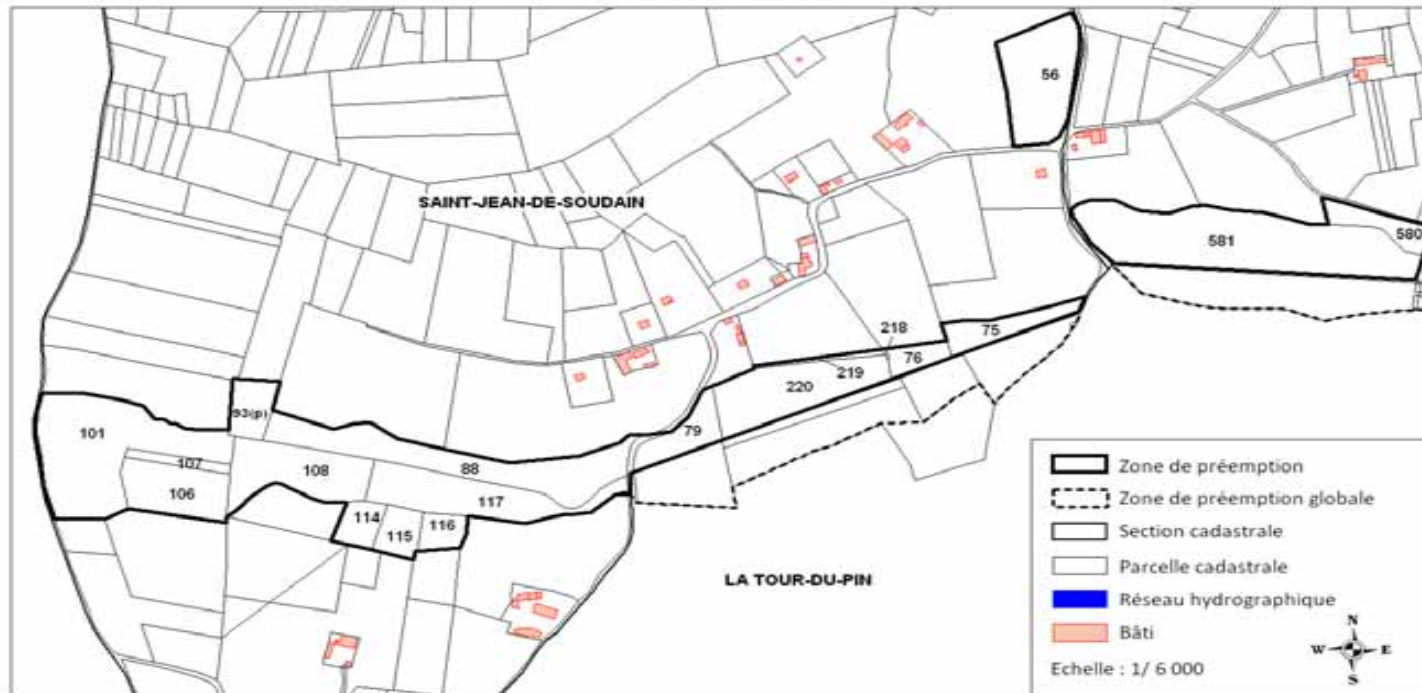 56
SAINT-JEAN-DE-SOUDAIN
581
580
218
75
76
219
220
93(p)
101
79
107
88
108
106
117
114
116
115
LA TOUR-DU-PIN
Zone de préemption
Zone de préemption globale
Section cadastrale
Parcelle cadastrale
Réseau hydrographique
Bâti
N
W E
S
Echelle : 1/ 6 000